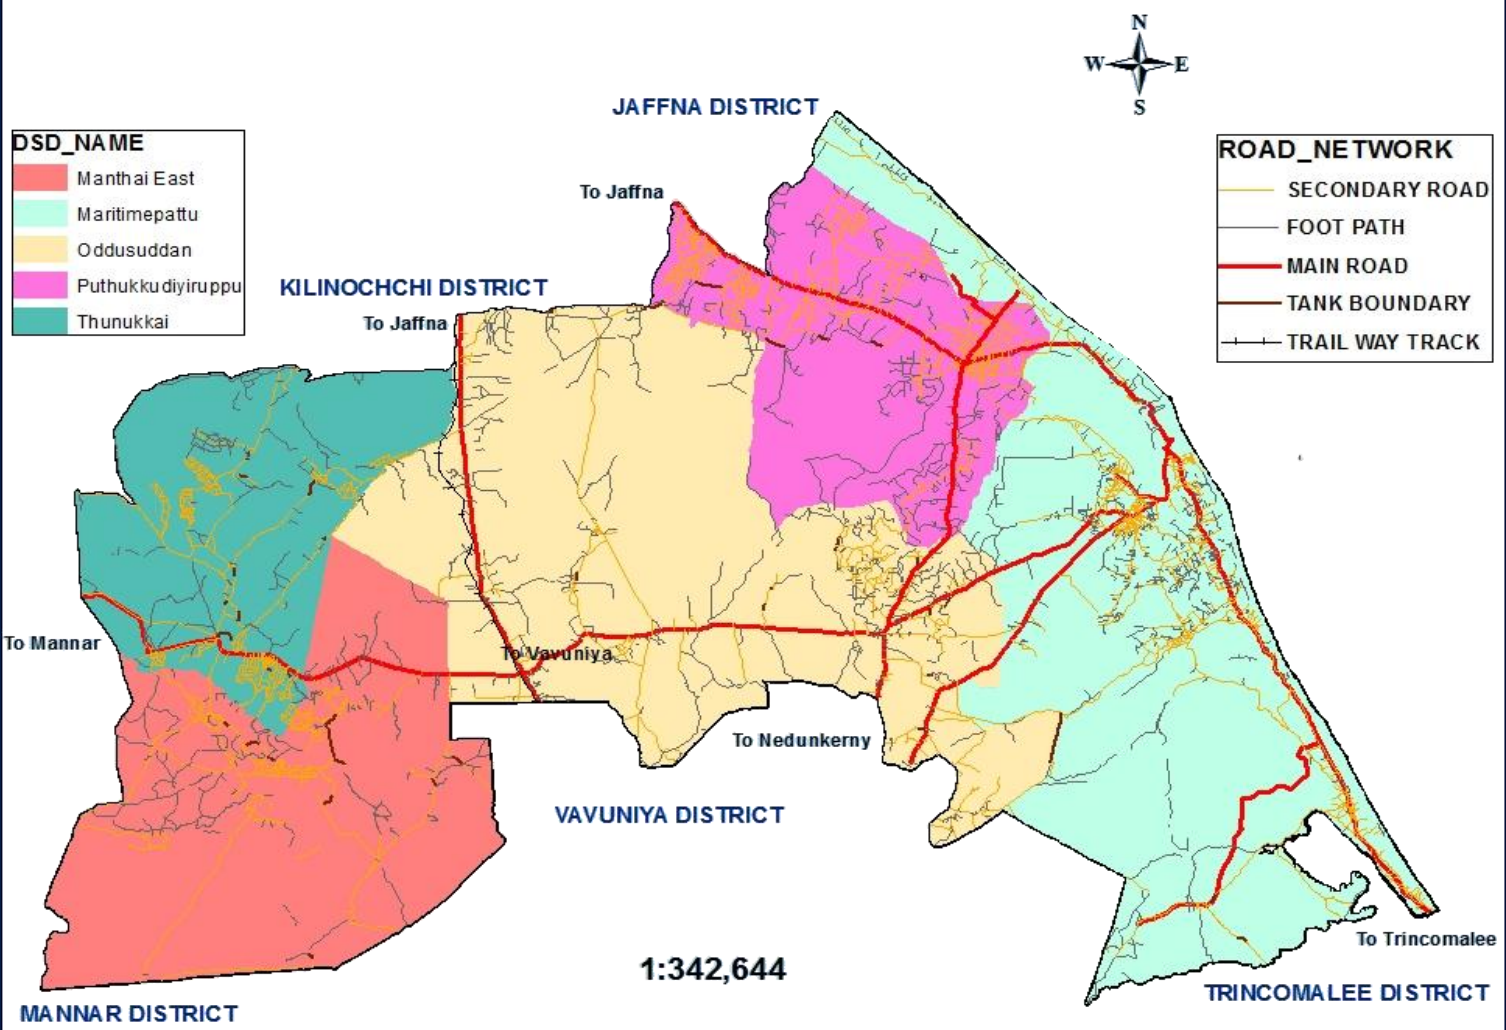 N
W E
S
JAFFNA DISTRICT
DSD_NAME
Manthai East
Maritimepattu
Oddusuddan
Puthukkudiyiruppu
Thunukkai
ROAD_NETWORK
SECONDARY ROAD
FOOT PATH
MAIN ROAD
TANK BOUNDARY
TRAIL WAY TRACK
To Jaffna
KILINOCHCHI DISTRICT
To Jaffna
To Mannar
To Vavuniya
To Nedunkerny
VAVUNIYA DISTRICT
To Trincomalee
1:342,644
TRINCOMALEE DISTRICT
MANNAR DISTRICT